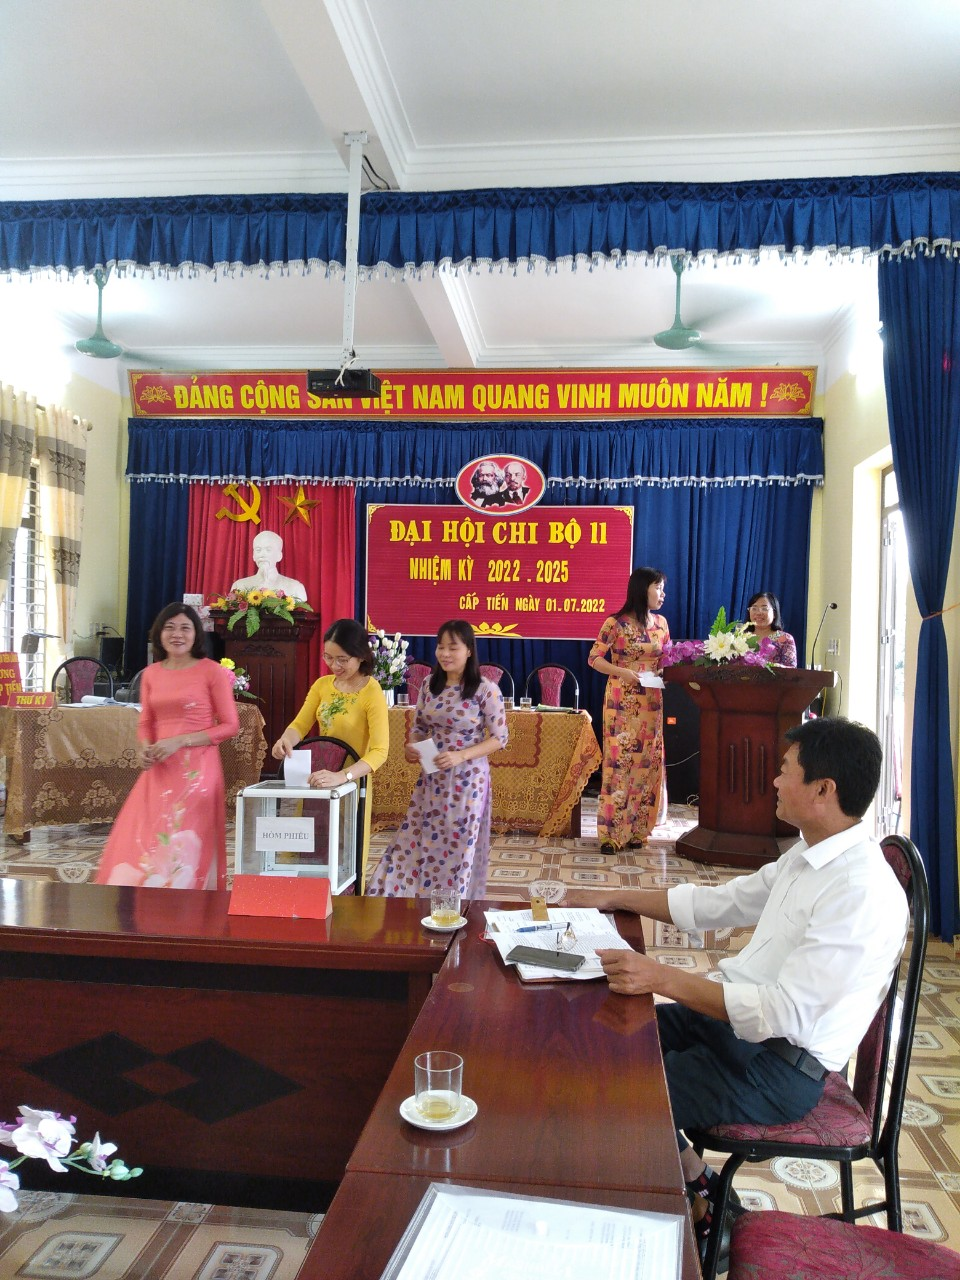 ĐẢNG CỘNG SẢN VIỆT NAM QUANG VINH MUÔN NĂM !
ĐẠI HỘI CHI BỘ 11
NHIỆM KỲ 2022 . 2025
CẤP TIẾN NGÀY 01.07.2022
THƯ KÝ
HÒM PHIẾU